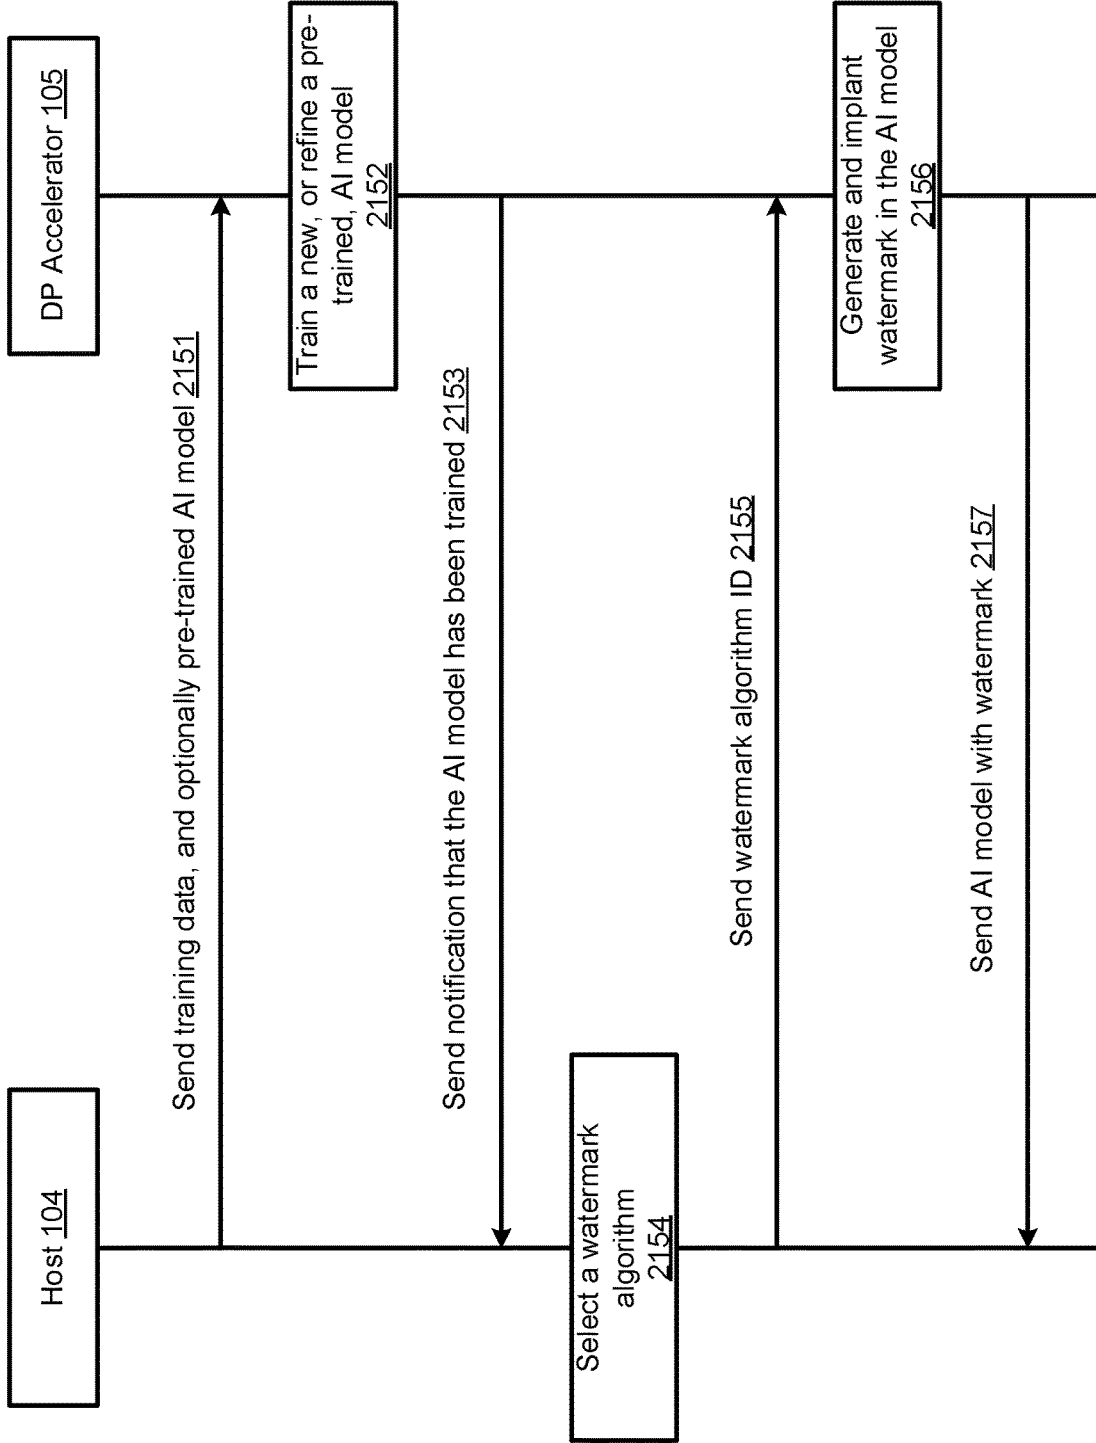 Host 104
DP Accelerator 105
Send training data, and optionally pre-trained AI model 2151
Train a new, or refine a pre-
trained, AI model
2152
Send notification that the AI model has been trained 2153
Select a watermark
algorithm
2154
Send watermark algorithm ID 2155
Generate and implant
watermark in the AI model
2156
Send AI model with watermark 2157